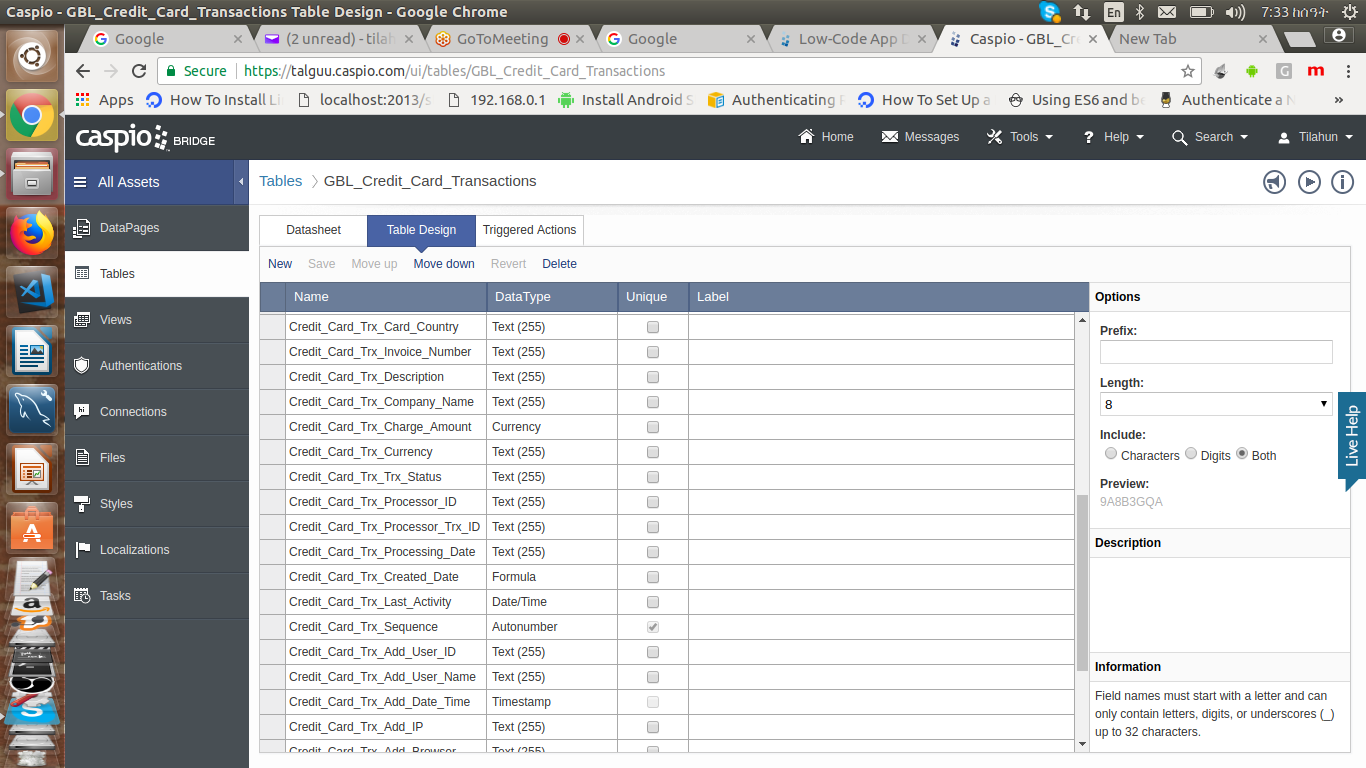 Caspio - GBL_Credit_Card_Transactions Table Design - Google Chrome
En
7:33 ከሰዓት
Google
(2 unread) - tilah
GoToMeeting
Google
Low-Code App D
Caspio - GBL_Cre
New Tab
Secure
https://talguu.caspio.com/ui/tables/GBL_Credit_Card_Transactions
Apps
How To Install Li
localhost:2013/s
192.168.0.1
Install Android S
Authenticating
How To Set Up a
Using ES6 and be
Authenticate a N
»
caspio BRIDGE
Home
Messages
Tools
Help
Search
Tilahun
All Assets
Tables
GBL_Credit_Card_Transactions
DataPages
Tables
Views
Authentications
Connections
Files
Styles
Localizations
Tasks
Datasheet
Table Design
Triggered Actions
New Save Move up Move down Revert Delete
Name DataType Unique Label
Credit_Card_Trx_Card_Country Text (255)
Credit_Card_Trx_Invoice_Number Text (255)
Credit_Card_Trx_Description Text (255)
Credit_Card_Trx_Company_Name Text (255)
Credit_Card_Trx_Charge_Amount Currency
Credit_Card_Trx_Currency Text (255)
Credit_Card_Trx_Trx_Status Text (255)
Credit_Card_Trx_Processor_ID Text (255)
Credit_Card_Trx_Processor_Trx_ID Text (255)
Credit_Card_Trx_Processing_Date Text (255)
Credit_Card_Trx_Created_Date Formula
Credit_Card_Trx_Last_Activity Date/Time
Credit_Card_Trx_Sequence Autonumber
Credit_Card_Trx_Add_User_ID Text (255)
Credit_Card_Trx_Add_User_Name Text (255)
Credit_Card_Trx_Add_Date_Time Timestamp
Credit_Card_Trx_Add_IP Text (255)
Credit_Card_Trx_Add_Browser Text (255)
Options
Prefix:
Length:
8
Include:
Characters Digits Both
Preview:
9A8B3GQA
Description
Information
Field names must start with a letter and can
only contain letters, digits, or underscores (_)
up to 32 characters.
Live Help